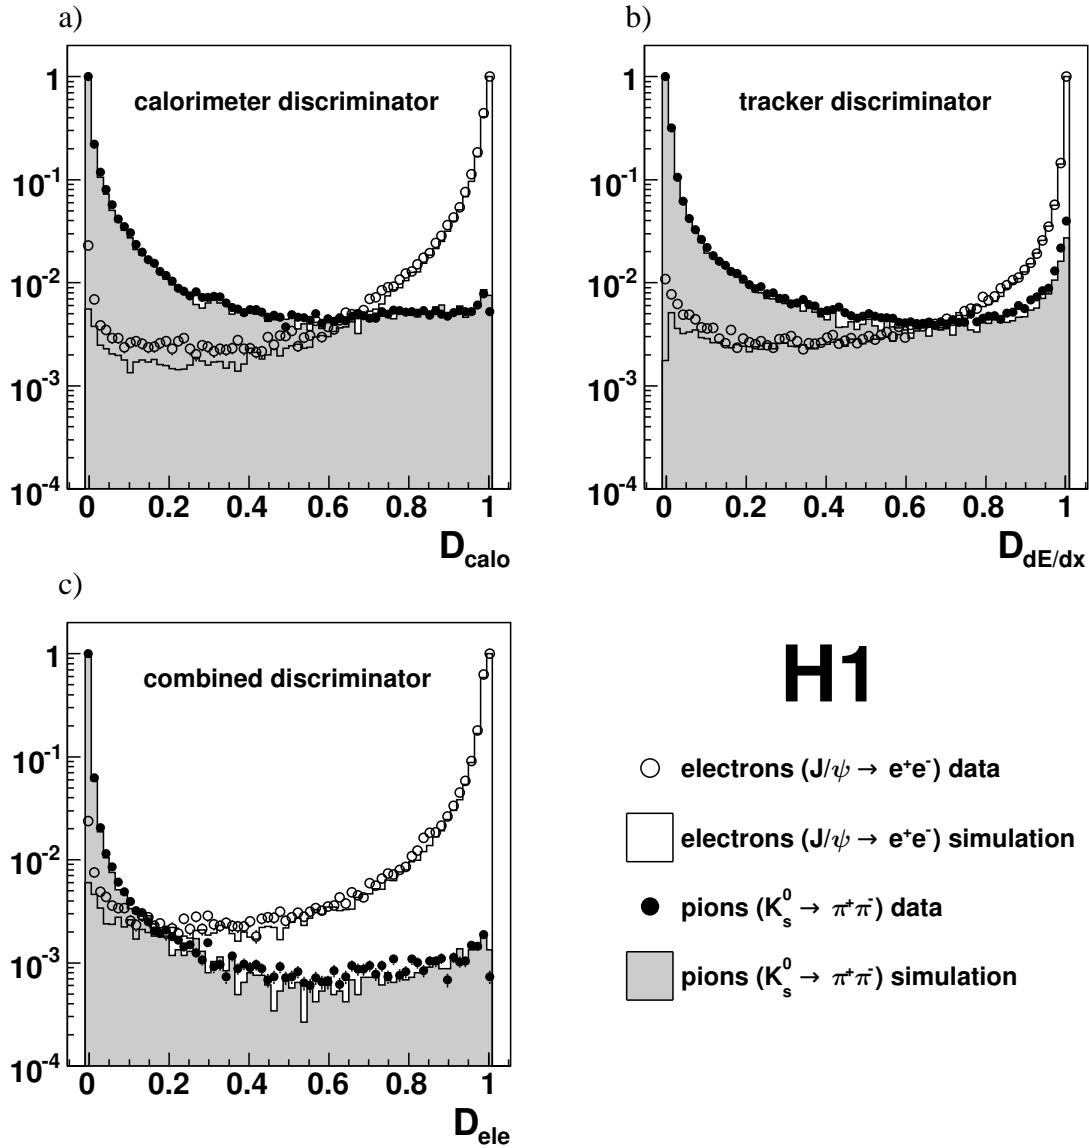 a)
calorimeter discriminator
1
10⁻¹
10⁻²
10⁻³
10⁻⁴
0 0.2 0.4 0.6 0.8 1
D_calo
b)
tracker discriminator
1
10⁻¹
10⁻²
10⁻³
10⁻⁴
0 0.2 0.4 0.6 0.8 1
D_dE/dx
c)
combined discriminator
1
10⁻¹
10⁻²
10⁻³
10⁻⁴
0 0.2 0.4 0.6 0.8 1
D_ele
H1
electrons (J/ψ → e⁺e⁻) data
electrons (J/ψ → e⁺e⁻) simulation
pions (K⁰_s → π⁺π⁻) data
pions (K⁰_s → π⁺π⁻) simulation